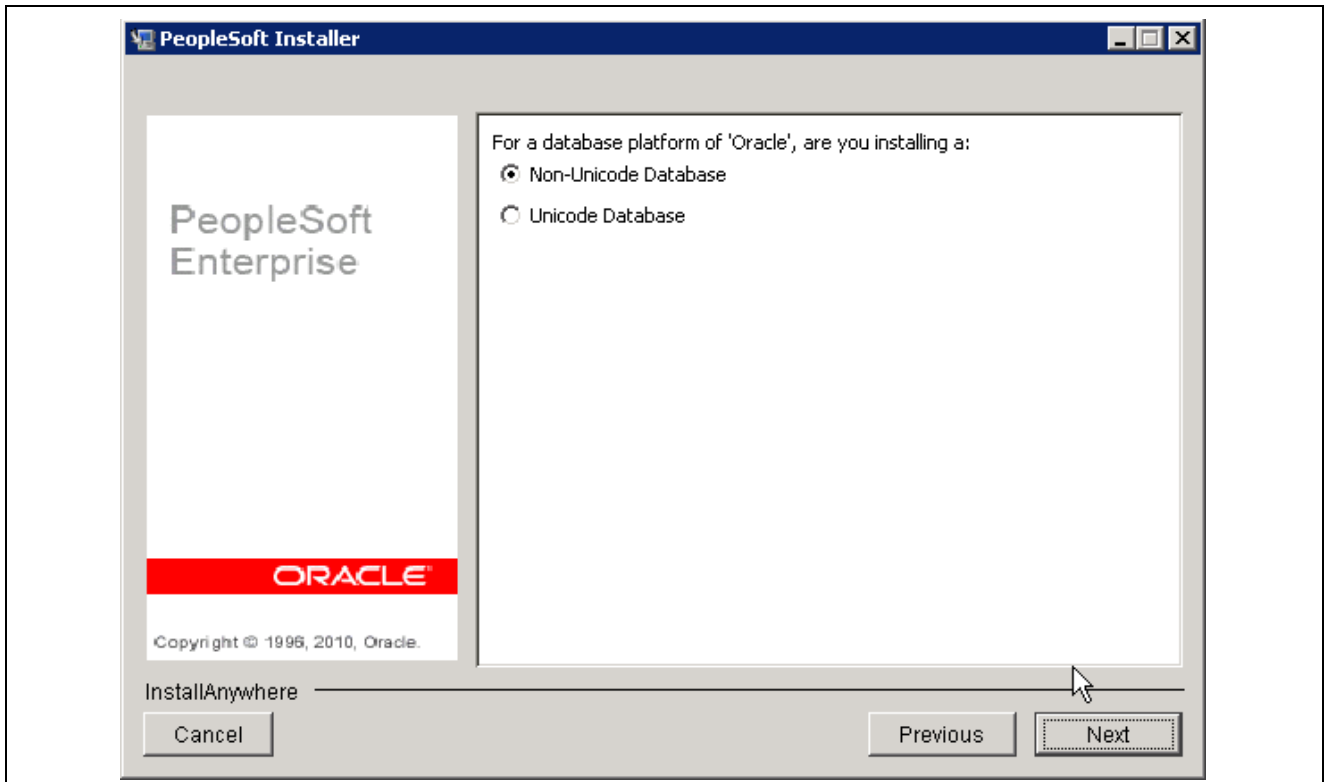 PeopleSoft Installer
For a database platform of 'Oracle', are you installing a:
Non-Unicode Database
Unicode Database
PeopleSoft
Enterprise
ORACLE
Copyright © 1996, 2010, Oracle.
InstallAnywhere
Cancel
Previous
Next